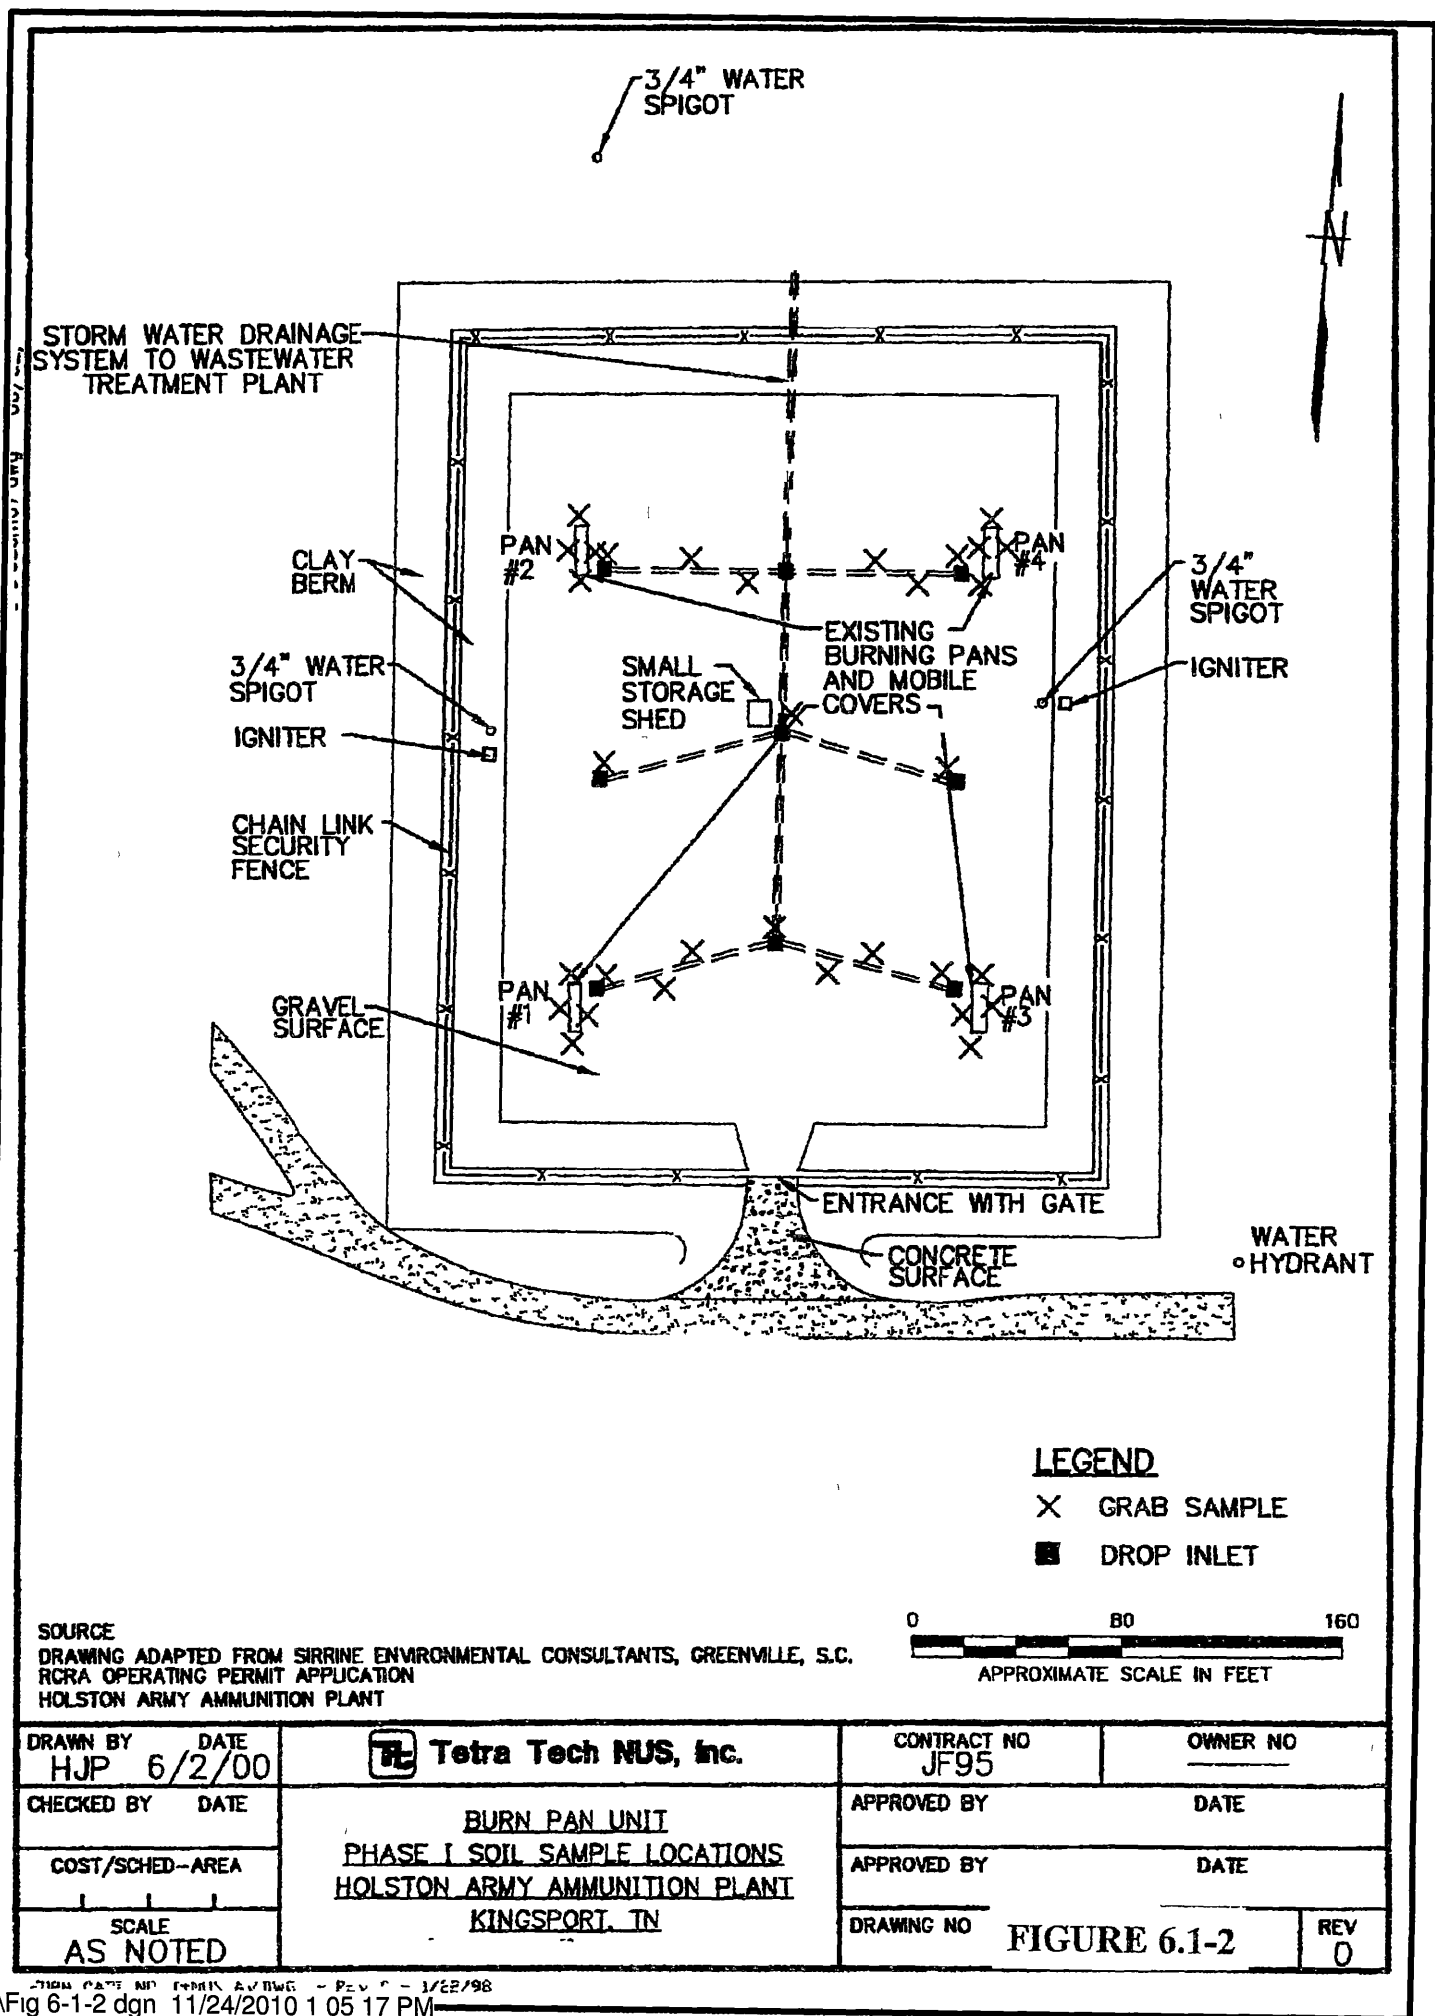 3/4" WATER
SPIGOT
N
STORM WATER DRAINAGE
SYSTEM TO WASTEWATER
TREATMENT PLANT
PAN
#2
PAN
#4
CLAY
BERM
3/4"
WATER
SPIGOT
EXISTING
BURNING PANS
AND MOBILE
COVERS
SMALL
STORAGE
SHED
3/4" WATER
SPIGOT
IGNITER
IGNITER
CHAIN LINK
SECURITY
FENCE
PAN
#1
PAN
#3
GRAVEL
SURFACE
ENTRANCE WITH GATE
CONCRETE
SURFACE
WATER
HYDRANT
LEGEND
X GRAB SAMPLE
DROP INLET
0 80 160
APPROXIMATE SCALE IN FEET
SOURCE
DRAWING ADAPTED FROM SIRRINE ENVIRONMENTAL CONSULTANTS, GREENVILLE, S.C.
RCRA OPERATING PERMIT APPLICATION
HOLSTON ARMY AMMUNITION PLANT
DRAWN BY DATE
HJP 6/2/00
CHECKED BY DATE
COST/SCHED-AREA
SCALE
AS NOTED
Tt Tetra Tech NUS, Inc.
BURN PAN UNIT
PHASE I SOIL SAMPLE LOCATIONS
HOLSTON ARMY AMMUNITION PLANT
KINGSPORT, TN
CONTRACT NO
JF95
OWNER NO
APPROVED BY DATE
APPROVED BY DATE
DRAWING NO
FIGURE 6.1-2
REV
0
1/22/98
\Fig 6-1-2 dgn 11/24/2010 1 05 17 PM